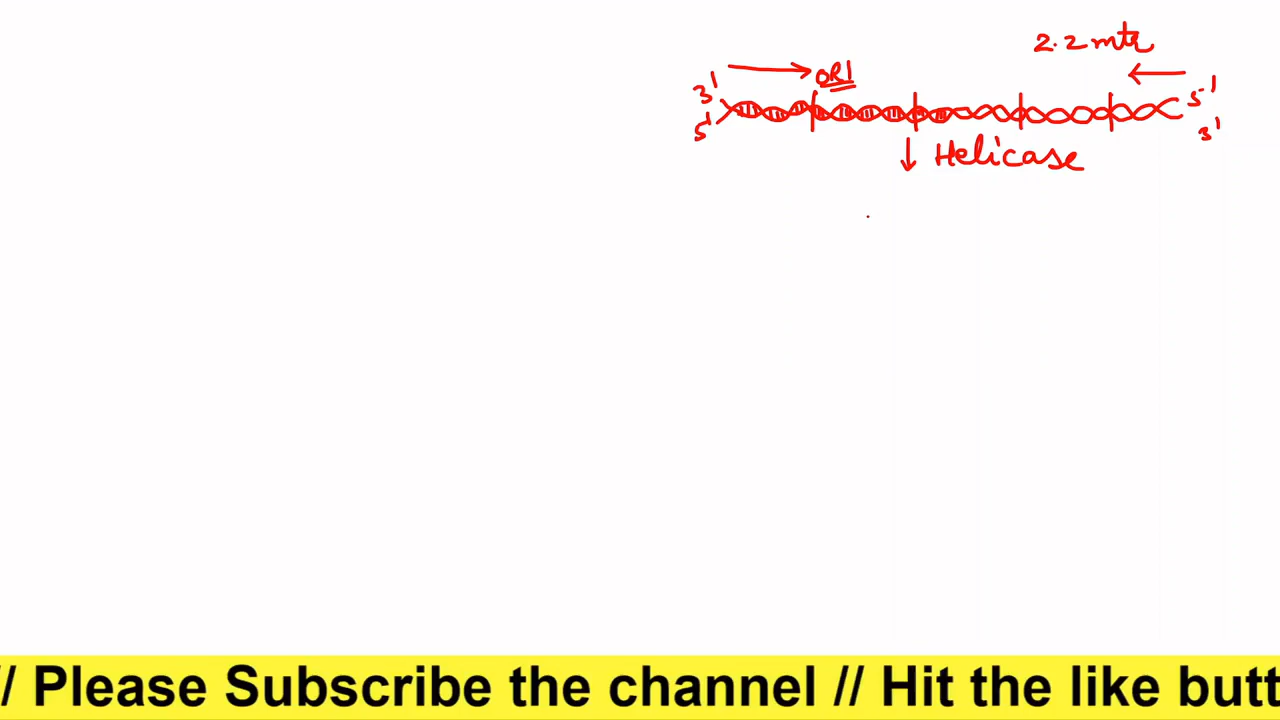 2.2 mtr
ORI
3' 5'
5' 3'
Helicase
// Please Subscribe the channel // Hit the like butt